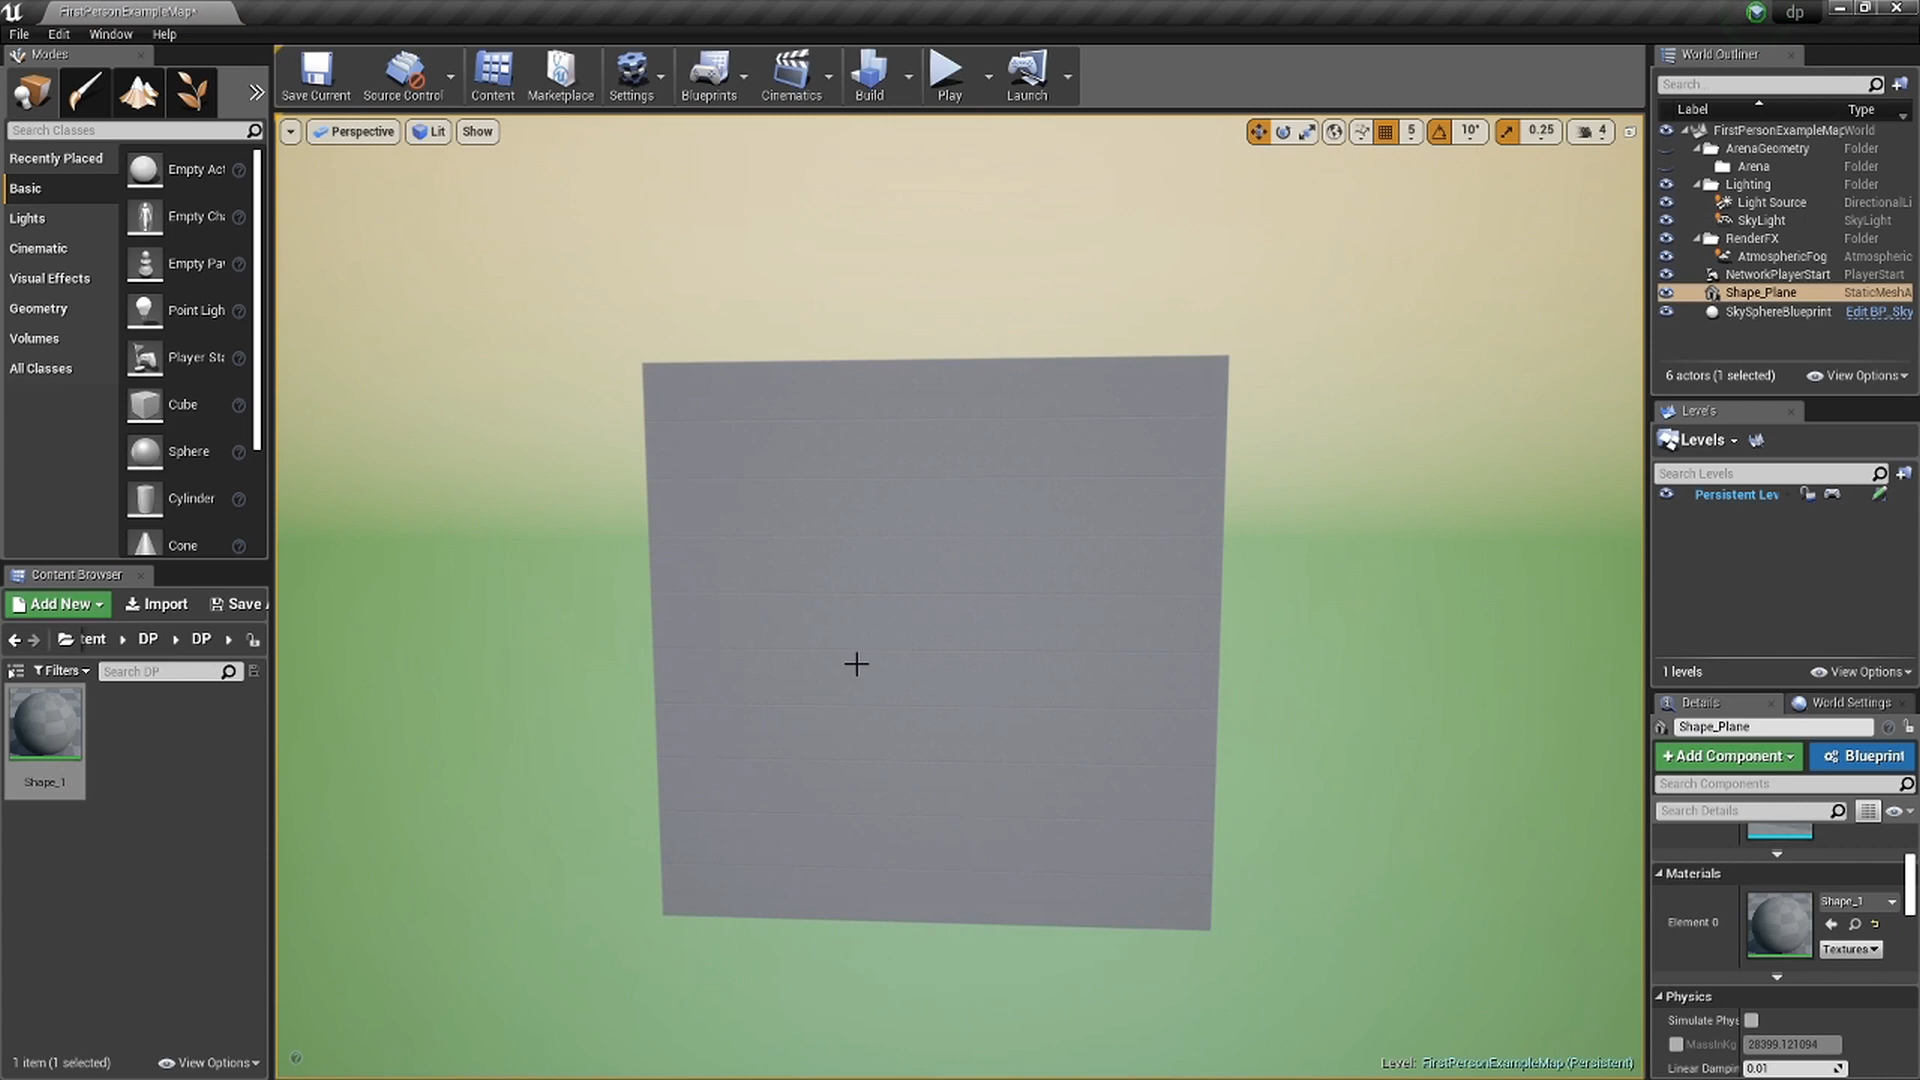 FirstPersonExampleMap*
dp
File Edit Window Help
Modes
Search Classes
Recently Placed
Basic
Lights
Cinematic
Visual Effects
Geometry
Volumes
All Classes
Empty Act
Empty Cha
Empty Pav
Point Ligh
Player Sta
Cube
Sphere
Cylinder
Cone
Content Browser
Add New Import Save
tent DP DP
Filters Search DP
Shape_1
1 item (1 selected) View Options
Save Current Source Control Content Marketplace Settings Blueprints Cinematics Build Play Launch
Perspective Lit Show
5 10° 0.25 4
Level: FirstPersonExampleMap (Persistent)
World Outliner
Search...
Label Type
FirstPersonExampleMap World
ArenaGeometry Folder
Arena Folder
Lighting Folder
Light Source DirectionalLi
SkyLight SkyLight
RenderFX Folder
AtmosphericFog Atmospheric
NetworkPlayerStart PlayerStart
Shape_Plane StaticMeshA
SkySphereBlueprint Edit BP_Sky
6 actors (1 selected) View Options
Levels
Levels
Search Levels
Persistent Lev
1 levels View Options
Details World Settings
Shape_Plane
+Add Component Blueprint
Search Components
Search Details
Materials
Element 0
Shape_1
Textures
Physics
Simulate Phys
MassInKg 28399.121094
Linear Dampin 0.01